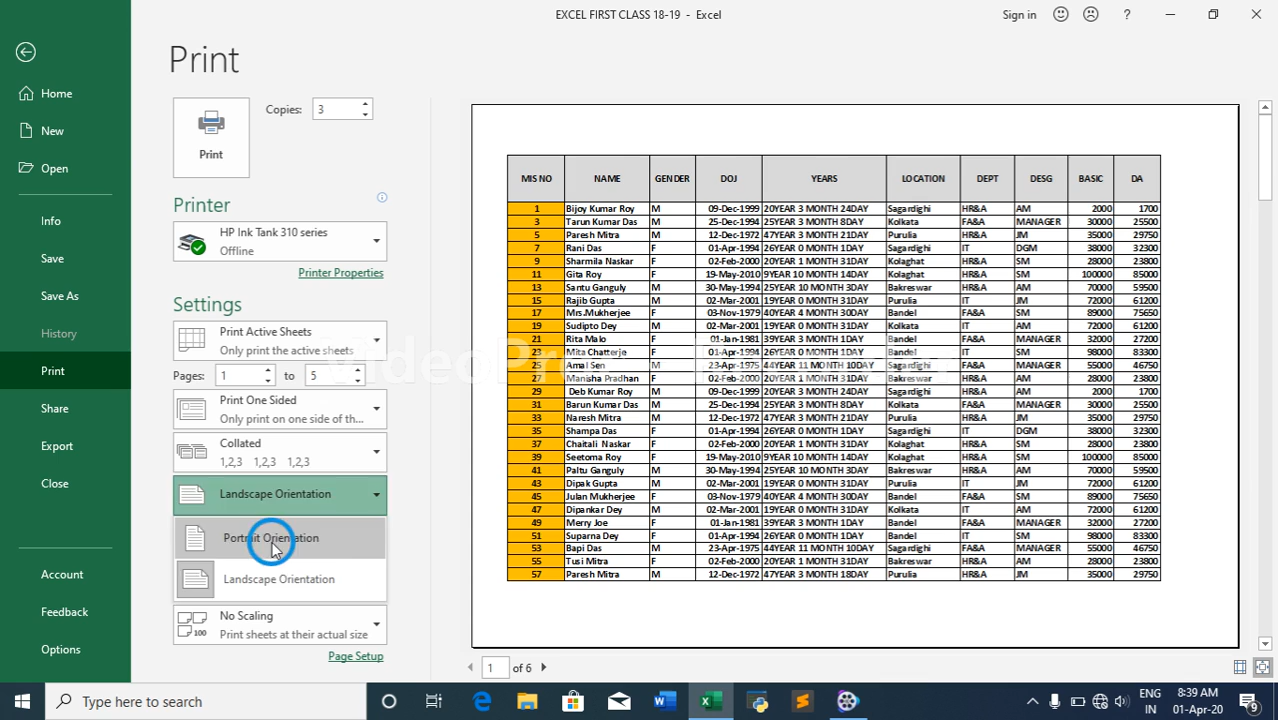 EXCEL FIRST CLASS 18-19 - Excel
Sign in
?
Print
Home
New
Open
Info
Save
Save As
History
Print
Share
Export
Close
Account
Feedback
Options
Print
Copies: 3
Printer
HP Ink Tank 310 series
Offline
Printer Properties
Settings
Print Active Sheets
Only print the active sheets
Pages: 1 to 5
Print One Sided
Only print on one side of th...
Collated
1,2,3 1,2,3 1,2,3
Landscape Orientation
Portrait Orientation
Landscape Orientation
No Scaling
100 Print sheets at their actual size
Page Setup
MIS NO NAME GENDER DOJ YEARS LOCATION DEPT DESG BASIC DA
1 Bijoy Kumar Roy M 09-Dec-1999 20YEAR 3 MONTH 24DAY Sagardighi HR&A AM 2000 1700
3 Tarun Kumar Das M 25-Dec-1994 25YEAR 3 MONTH 8DAY Kolkata FA&A MANAGER 30000 25500
5 Paresh Mitra M 12-Dec-1972 47YEAR 3 MONTH 21DAY Purulia HR&A JM 35000 29750
7 Rani Das F 01-Apr-1994 26YEAR 0 MONTH 1DAY Sagardighi IT DGM 38000 32300
9 Sharmila Naskar F 02-Feb-2000 20YEAR 1 MONTH 31DAY Kolaghat HR&A SM 28000 23800
11 Gita Roy F 19-May-2010 9YEAR 10 MONTH 14DAY Kolaghat HR&A SM 100000 85000
13 Santu Ganguly M 30-May-1994 25YEAR 10 MONTH 3DAY Bakreswar HR&A AM 70000 59500
15 Rajib Gupta M 02-Mar-2001 19YEAR 0 MONTH 31DAY Purulia IT JM 72000 61200
17 Mrs.Mukherjee F 03-Nov-1979 40YEAR 4 MONTH 30DAY Bandel FA&A SM 89000 75650
19 Sudipto Dey M 02-Mar-2001 19YEAR 0 MONTH 31DAY Kolkata IT AM 72000 61200
21 Rita Malo F 01-Jan-1981 39YEAR 3 MONTH 1DAY Bandel FA&A MANAGER 32000 27200
23 Mita Chatterje F 01-Apr-1994 26YEAR 0 MONTH 1DAY Bandel IT SM 98000 83300
25 Amal Sen M 23-Apr-1975 44YEAR 11 MONTH 10DAY Sagardighi FA&A MANAGER 55000 46750
27 Manisha Pradhan F 02-Feb-2000 20YEAR 1 MONTH 31DAY Bakreswar HR&A AM 28000 23800
29 Deb Kumar Roy M 09-Dec-1999 20YEAR 3 MONTH 24DAY Sagardighi HR&A AM 2000 1700
31 Barun Kumar Das M 25-Dec-1994 25YEAR 3 MONTH 8DAY Kolkata FA&A MANAGER 30000 25500
33 Naresh Mitra M 12-Dec-1972 47YEAR 3 MONTH 21DAY Purulia HR&A JM 35000 29750
35 Shampa Das F 01-Apr-1994 26YEAR 0 MONTH 1DAY Sagardighi IT DGM 38000 32300
37 Chaitali Naskar F 02-Feb-2000 20YEAR 1 MONTH 31DAY Kolaghat HR&A SM 28000 23800
39 Seetoma Roy F 19-May-2010 9YEAR 10 MONTH 14DAY Kolaghat HR&A SM 100000 85000
41 Paltu Ganguly M 30-May-1994 25YEAR 10 MONTH 3DAY Bakreswar HR&A AM 70000 59500
43 Dipak Gupta M 02-Mar-2001 19YEAR 0 MONTH 31DAY Purulia IT JM 72000 61200
45 Julan Mukherjee F 03-Nov-1979 40YEAR 4 MONTH 30DAY Bandel FA&A SM 89000 75650
47 Dipankar Dey M 02-Mar-2001 19YEAR 0 MONTH 31DAY Kolkata IT AM 72000 61200
49 Merry Joe F 01-Jan-1981 39YEAR 3 MONTH 1DAY Bandel FA&A MANAGER 32000 27200
51 Suparna Dey F 01-Apr-1994 26YEAR 0 MONTH 1DAY Bandel IT SM 98000 83300
53 Bapi Das M 23-Apr-1975 44YEAR 11 MONTH 10DAY Sagardighi FA&A MANAGER 55000 46750
55 Tusi Mitra F 02-Feb-2000 20YEAR 1 MONTH 31DAY Bakreswar HR&A AM 28000 23800
57 Paresh Mitra M 12-Dec-1972 47YEAR 3 MONTH 18DAY Purulia HR&A JM 35000 29750
1 of 6
Type here to search
ENG 8:39 AM
IN 01-Apr-20
9